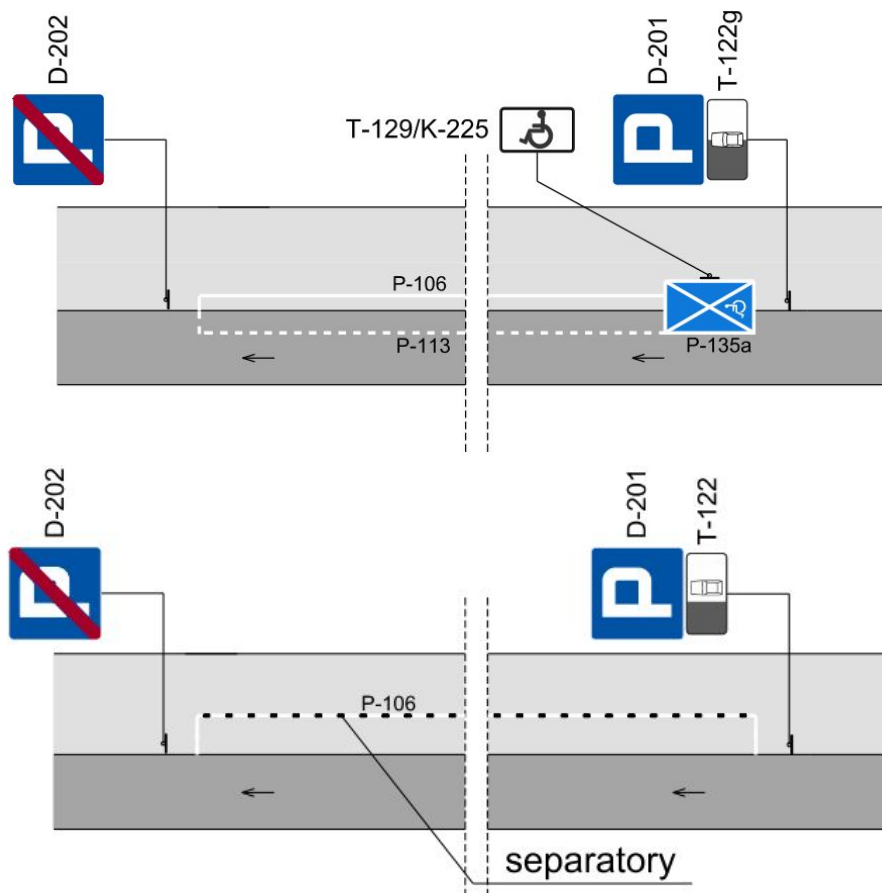 D-202
D-201
T-122g
T-129/K-225
P
P
P-106
P-113
P-135a
D-202
D-201
T-122
P
P
P-106
separatory